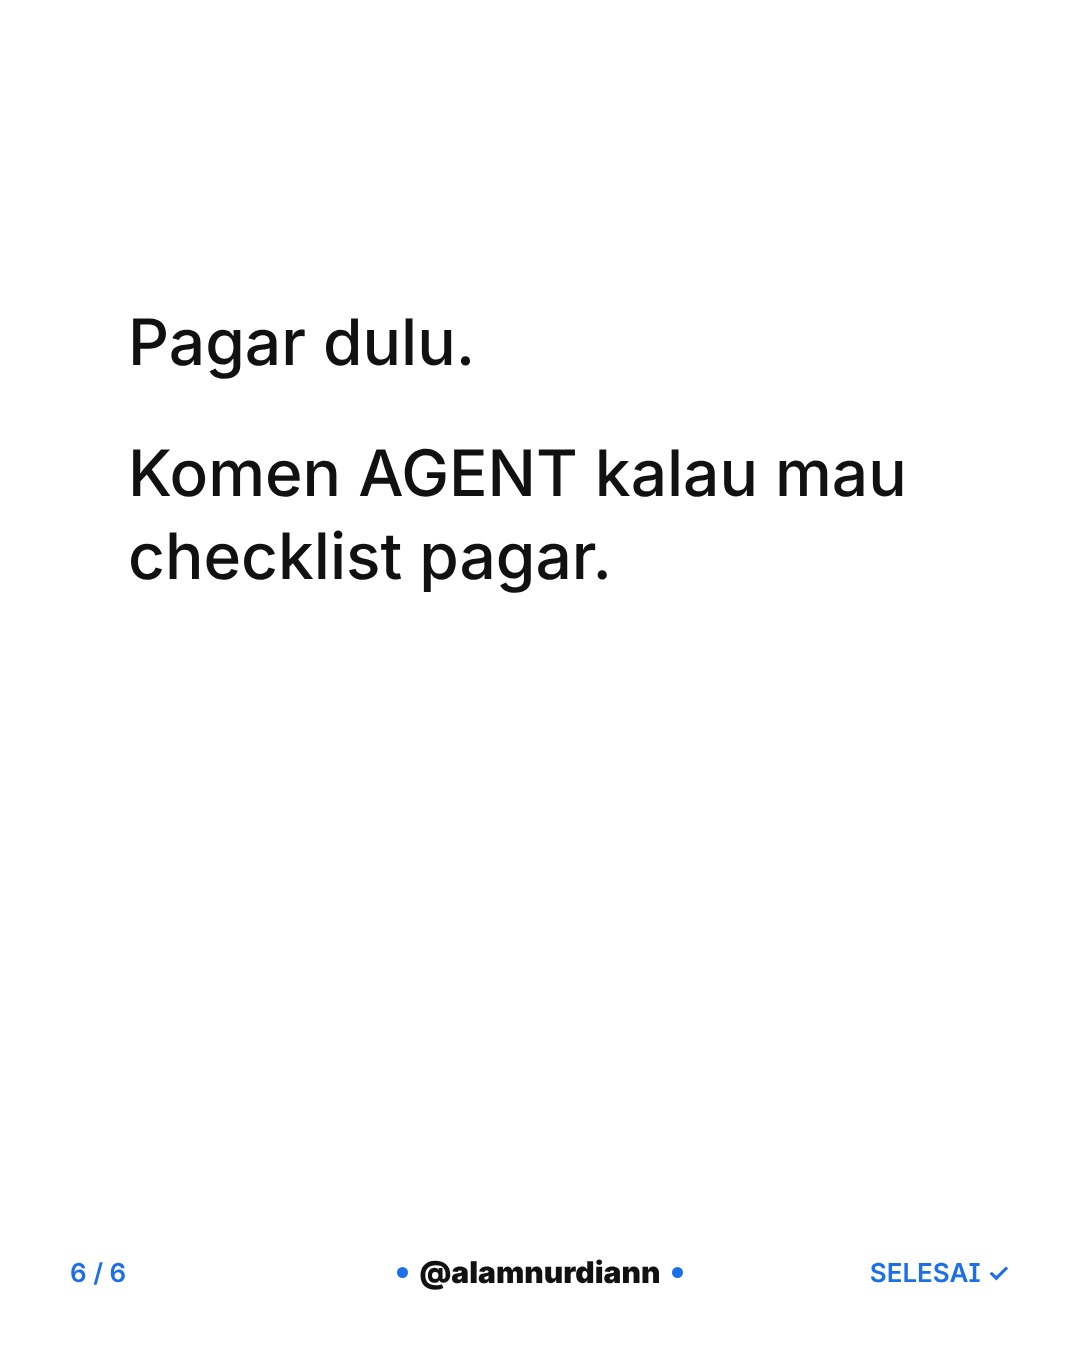 Pagar dulu.
Komen AGENT kalau mau
checklist pagar.
6 / 6
• @alamnurdiann •
SELESAI ✓